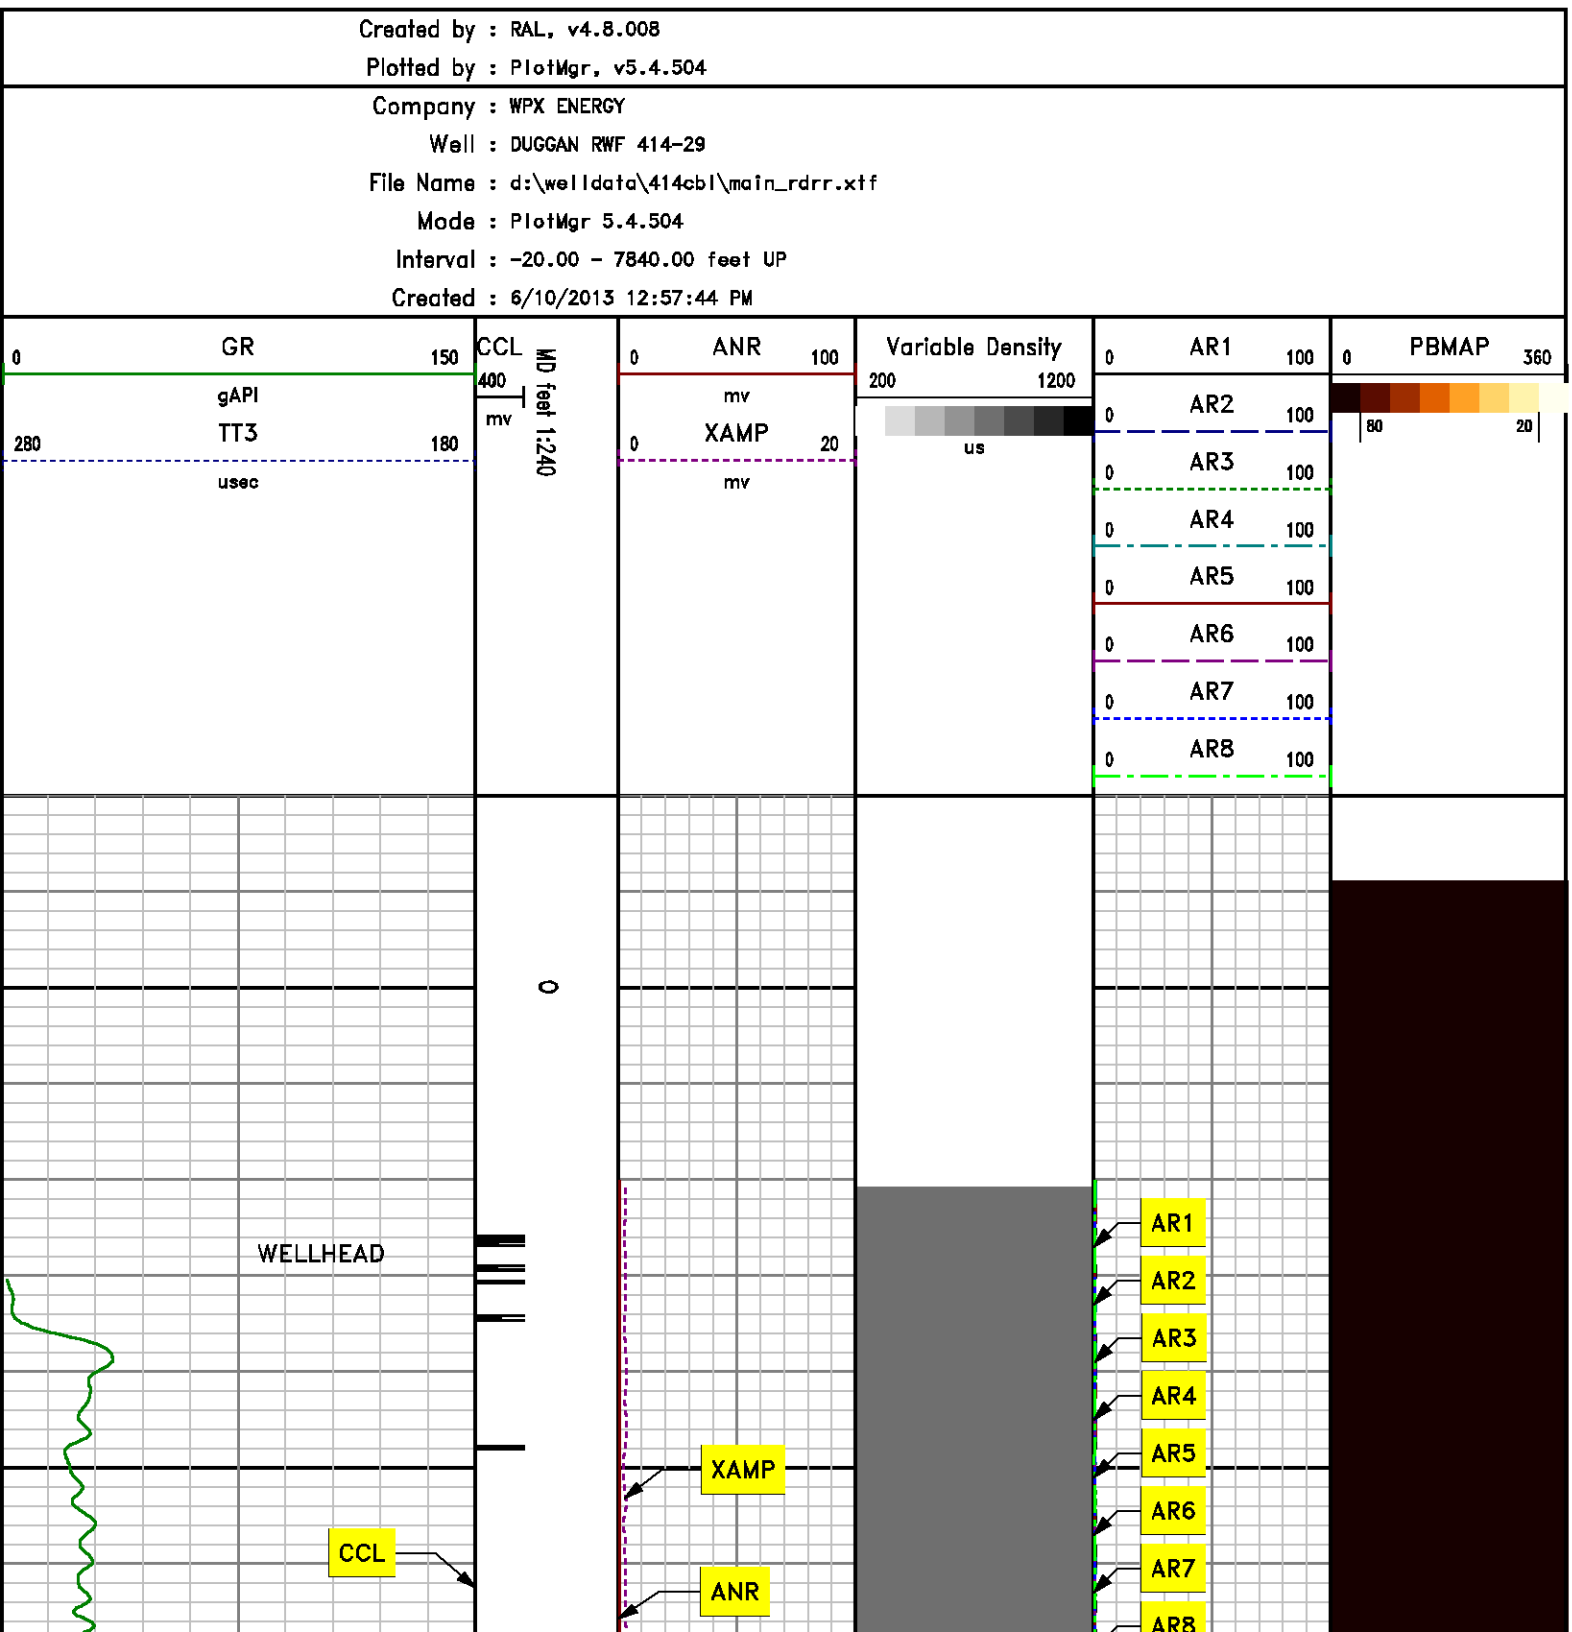 Created by : RAL, v4.8.008
Plotted by : PlotMgr, v5.4.504
Company : WPX ENERGY
Well : DUGGAN RWF 414-29
File Name : d:\welldata\414cbl\main_rdrr.xtf
Mode : PlotMgr 5.4.504
Interval : -20.00 - 7840.00 feet UP
Created : 6/10/2013 12:57:44 PM
0 GR 150
gAPI
280 TT3 180
usec
CCL
400
mv
MD feet 1:240
0 ANR 100
mv
0 XAMP 20
mv
Variable Density
200 1200
us
0 AR1 100
0 AR2 100
0 AR3 100
0 AR4 100
0 AR5 100
0 AR6 100
0 AR7 100
0 AR8 100
0 PBMAP 360
80 20
0
WELLHEAD
AR1
AR2
AR3
AR4
AR5
XAMP
AR6
CCL
AR7
ANR
AR8